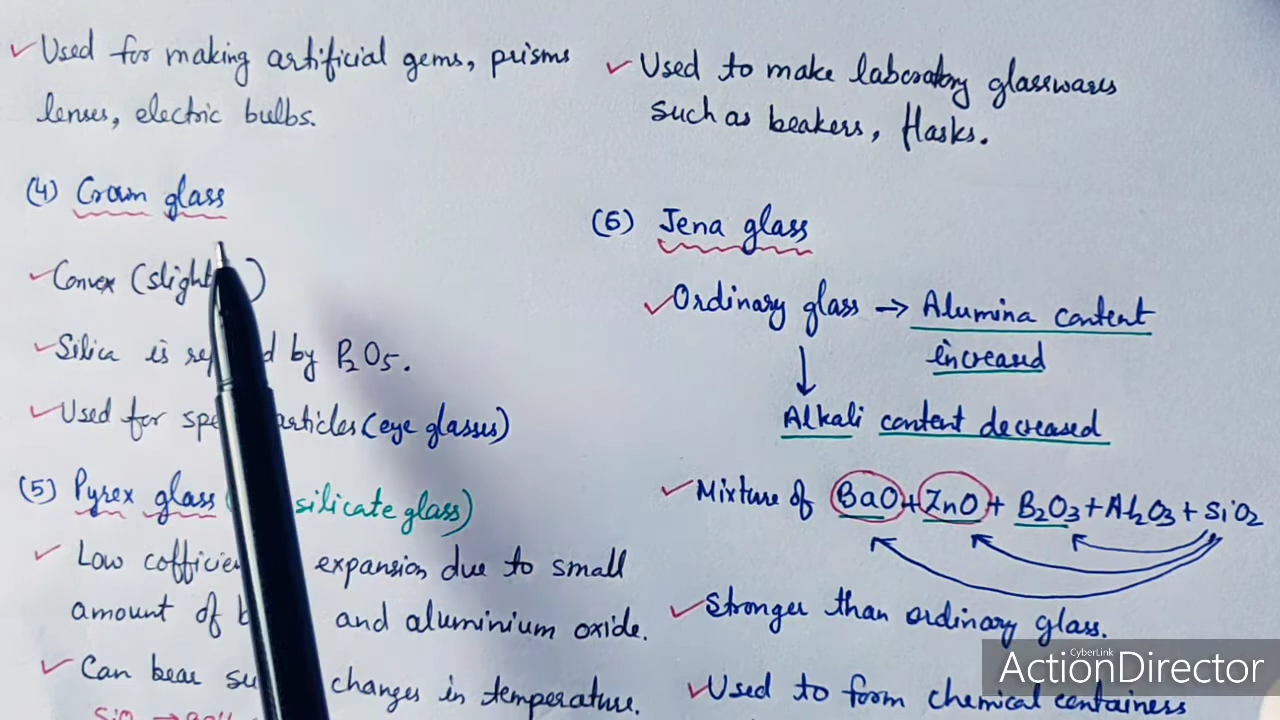 Used for making artificial gems, prisms
lenses, electric bulbs.
(4) Crown glass
Convex (slight )
Silica is rep d by P2O5.
Used for spe articles (eye glasses)
(5) Pyrex glass ( silicate glass)
Low cofficie expansion due to small
amount of b and aluminium oxide.
Can bear su changes in temperature.
Used to make laboratory glasswares
such as beakers, flasks.
(6) Jena glass
Ordinary glass → Alumina content
increased
↓
Alkali content decreased
Mixture of BaO + ZnO + B2O3 + Al2O3 + SiO2
Stronger than ordinary glass.
Used to form chemical containess
CyberLink
ActionDirector